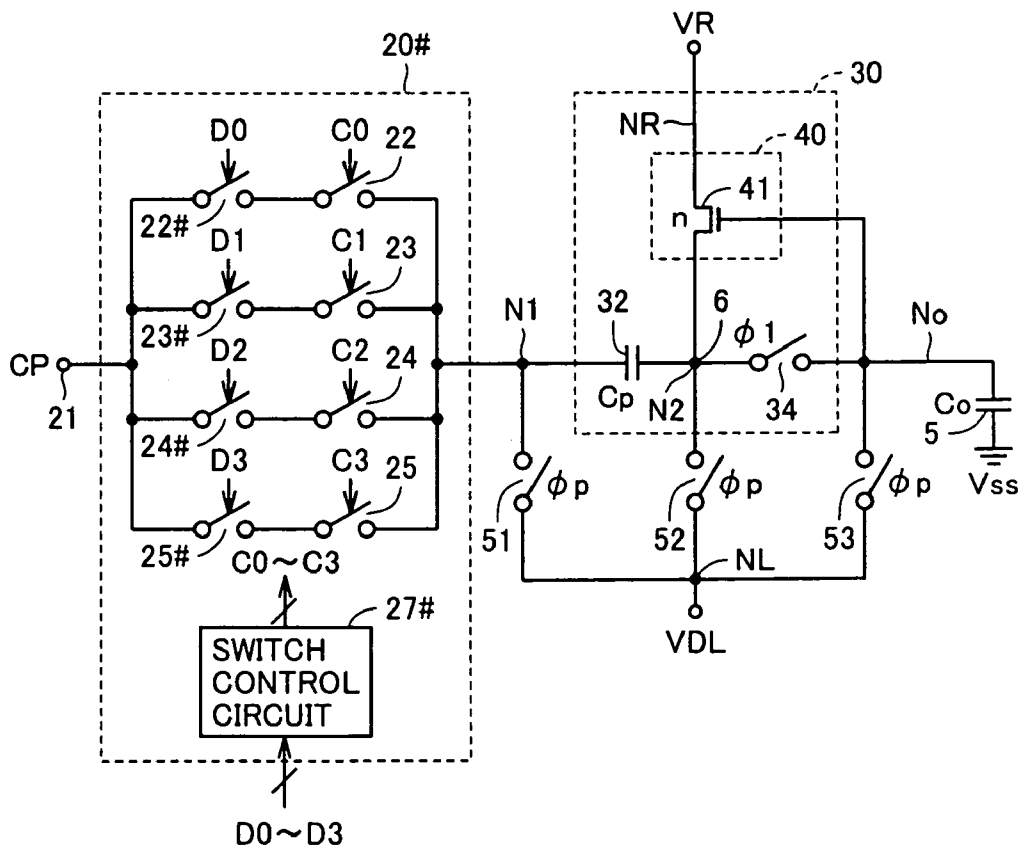 VR
20#
30
NR
40
D0
C0
22
41
n
22#
D1
C1
23
23#
N1
32
6
φ1
No
CP
21
D2
C2
24
Cp
N2
34
Co
5
Vss
24#
D3
C3
25
φp
φp
φp
51
52
53
25#
C0~C3
NL
27#
VDL
SWITCH
CONTROL
CIRCUIT
D0~D3